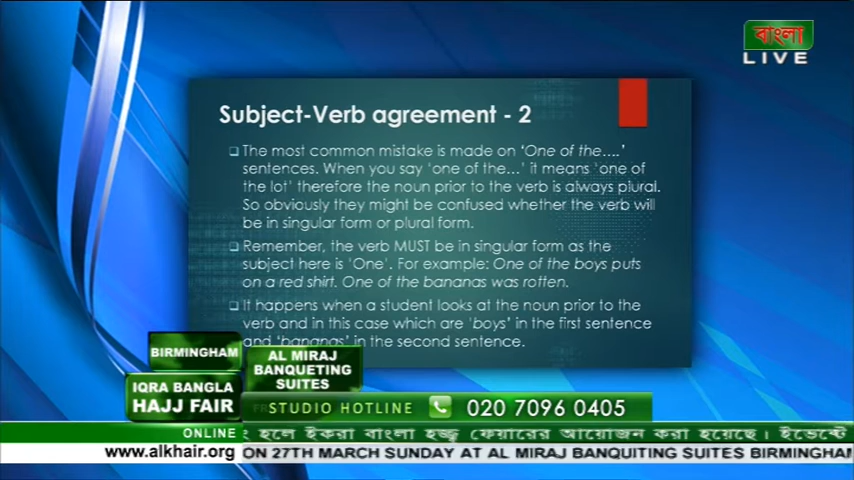 বাংলা
LIVE
Subject-Verb agreement - 2
The most common mistake is made on ‘One of the....’
sentences. When you say ‘one of the...’ it means ‘one of
the lot’ therefore the noun prior to the verb is always plural.
So obviously they might be confused whether the verb will
be in singular form or plural form.
Remember, the verb MUST be in singular form as the
subject here is ‘One’. For example: One of the boys puts
on a red shirt. One of the bananas was rotten.
It happens when a student looks at the noun prior to the
verb and in this case which are ‘boys’ in the first sentence
and ‘bananas’ in the second sentence.
BIRMINGHAM
AL MIRAJ
BANQUETING
SUITES
IQRA BANGLA
HAJJ FAIR
STUDIO HOTLINE 020 7096 0405
ONLINE হলে ইকরা বাংলা হজ্ব ফেয়ারের আয়োজন করা হয়েছে। ইভেন্টে
www.alkhair.org ON 27TH MARCH SUNDAY AT AL MIRAJ BANQUITING SUITES BIRMINGHAM